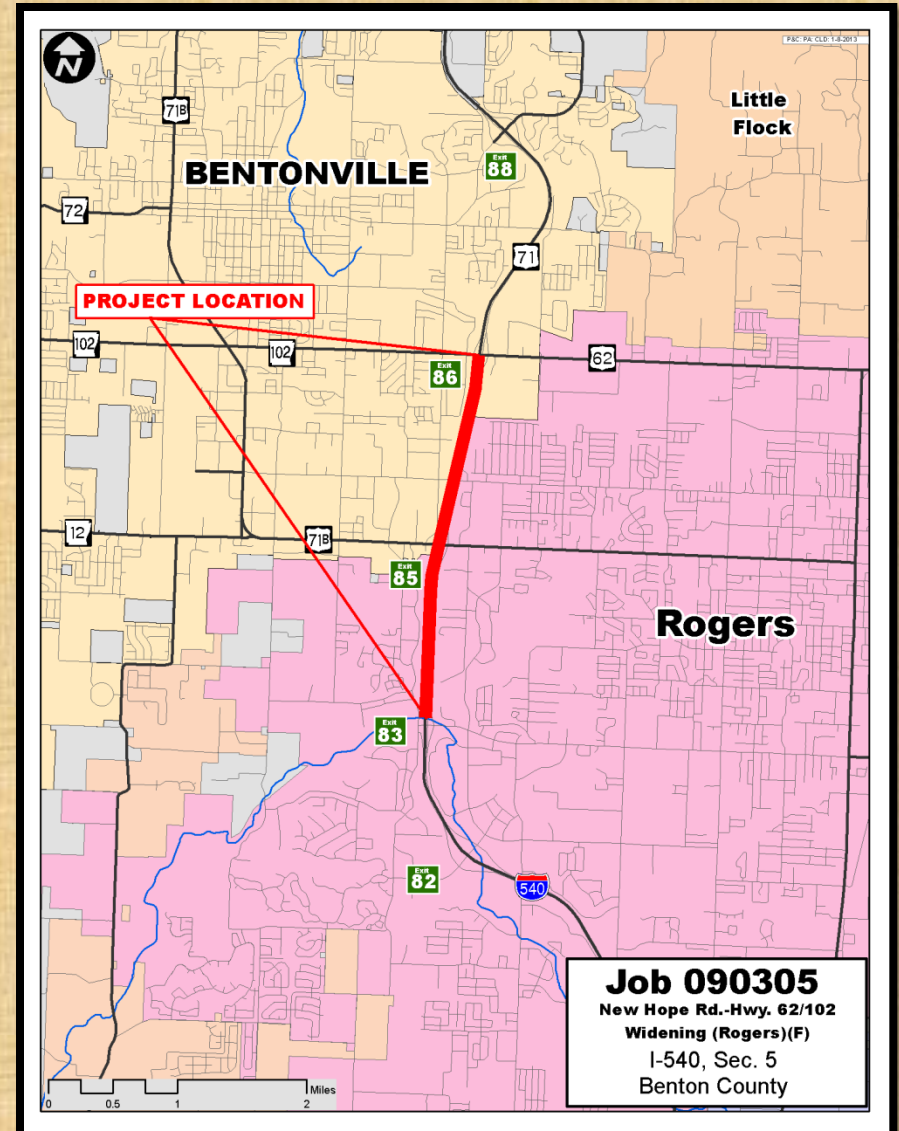 P&C: PA: CLD: 1-8-2013
N
Little
Flock
71B
BENTONVILLE
Exit
88
72
71
PROJECT LOCATION
102
102
62
Exit
86
12
71B
Exit
85
Rogers
Exit
83
Exit
82
540
Job 090305
New Hope Rd.-Hwy. 62/102
Widening (Rogers)(F)
I-540, Sec. 5
Benton County
Miles
0 0.5 1 2